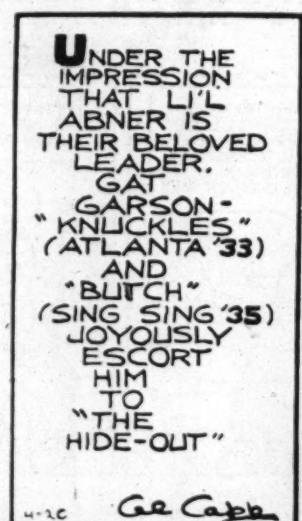 UNDER THE
IMPRESSION
THAT LI'L
ABNER IS
THEIR BELOVED
LEADER,
GAT
GARSON-
"KNUCKLES"
(ATLANTA '33)
AND
"BUTCH"
(SING SING '35)
JOYOUSLY
ESCORT
HIM
TO
"THE
HIDE-OUT"
4-20 Al Capp